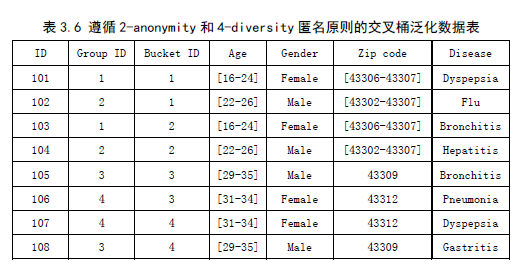 表 3.6 遵循 2-anonymity 和 4-diversity 匿名原则的交叉桶泛化数据表
ID Group ID Bucket ID Age Gender Zip code Disease
101 1 1 [16-24] Female [43306-43307] Dyspepsia
102 2 1 [22-26] Male [43302-43307] Flu
103 1 2 [16-24] Female [43306-43307] Bronchitis
104 2 2 [22-26] Male [43302-43307] Hepatitis
105 3 3 [29-35] Male 43309 Bronchitis
106 4 3 [31-34] Female 43312 Pneumonia
107 4 4 [31-34] Female 43312 Dyspepsia
108 3 4 [29-35] Male 43309 Gastritis